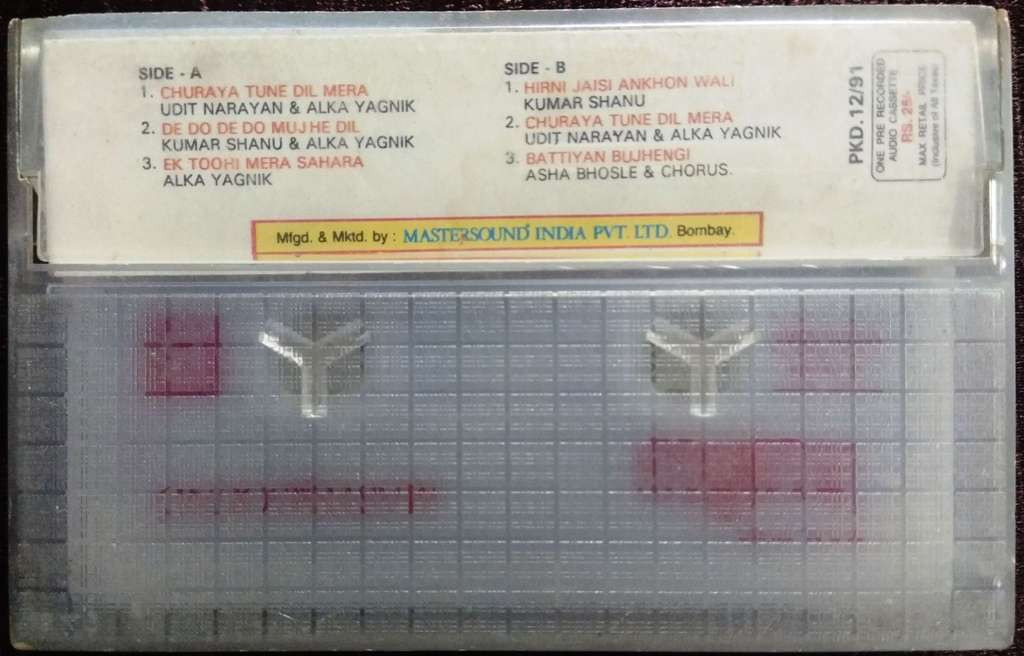 SIDE - A
1. CHURAYA TUNE DIL MERA
UDIT NARAYAN & ALKA YAGNIK
2. DE DO DE DO MUJHE DIL
KUMAR SHANU & ALKA YAGNIK
3. EK TOOHI MERA SAHARA
ALKA YAGNIK
SIDE - B
1. HIRNI JAISI ANKHON WALI
KUMAR SHANU
2. CHURAYA TUNE DIL MERA
UDIT NARAYAN & ALKA YAGNIK
3. BATTIYAN BUJHENGI
ASHA BHOSLE & CHORUS.
PKD. 12/91
ONE PRE RECORDED
AUDIO CASSETTE
RS. 25/-
MAX RETAIL PRICE
(Inclusive of All Taxes)
Mfgd. & Mktd. by : MASTERSOUND INDIA PVT. LTD. Bombay.